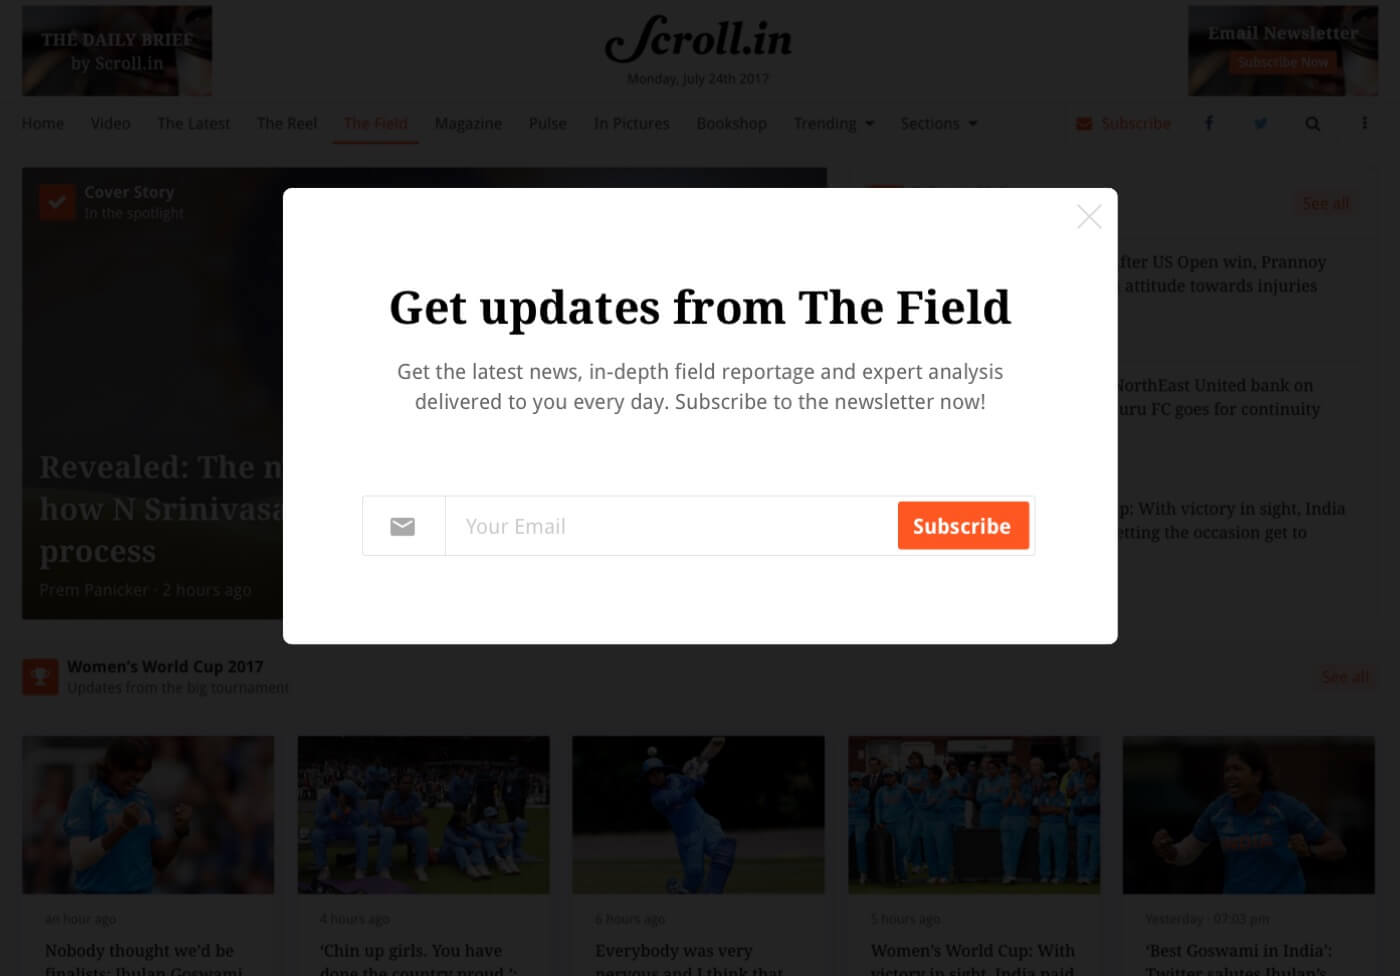 THE DAILY BRIEF
by Scroll.in
Scroll.in
Monday, July 24th 2017
Email Newsletter
Subscribe Now
Home Video The Latest The Reel The Field Magazine Pulse In Pictures Bookshop Trending Sections Subscribe
Cover Story
In the spotlight
See all
Get updates from The Field
Get the latest news, in-depth field reportage and expert analysis
delivered to you every day. Subscribe to the newsletter now!
Your Email
Subscribe
after US Open win, Prannoy
attitude towards injuries
NorthEast United bank on
FC goes for continuity
With victory in sight, India
the occasion get to
Revealed: The
how N Srinivasa
process
Prem Panicker · 2 hours ago
Women's World Cup 2017
Updates from the big tournament
See all
an hour ago
Nobody thought we'd be
finalists: Jhulan Goswami
4 hours ago
‘Chin up girls. You have
done the country proud.’:
6 hours ago
Everybody was very
nervous and I think that
5 hours ago
Women's World Cup: With
victory in sight, India paid
Yesterday · 07:03 pm
‘Best Goswami in India’:
Twitter salutes Jhulan